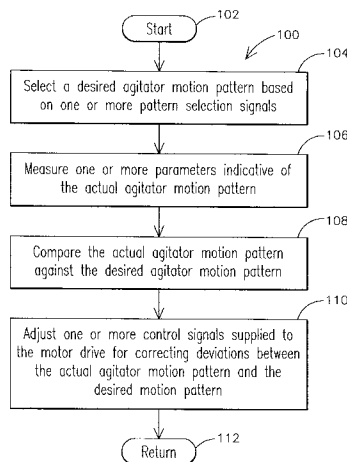 Start
102
100
104
Select a desired agitator motion pattern based
on one or more pattern selection signals
106
Measure one or more parameters indicative of
the actual agitator motion pattern
108
Compare the actual agitator motion pattern
against the desired agitator motion pattern
110
Adjust one or more control signals supplied to
the motor drive for correcting deviations between
the actual agitator motion pattern and the
desired motion pattern
Return
112